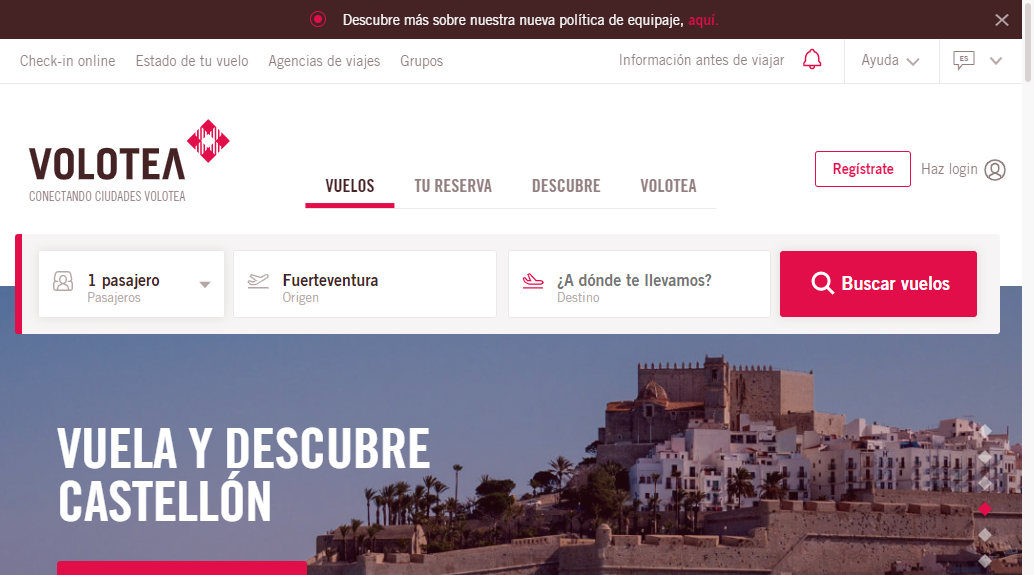 Descubre más sobre nuestra nueva política de equipaje, aquí.
Check-in online Estado de tu vuelo Agencias de viajes Grupos Información antes de viajar Ayuda ES
VOLOTEA
CONECTANDO CIUDADES VOLOTEA
VUELOS TU RESERVA DESCUBRE VOLOTEA
Regístrate Haz login
1 pasajero
Pasajeros
Fuerteventura
Origen
¿A dónde te llevamos?
Destino
Buscar vuelos
VUELA Y DESCUBRE
CASTELLÓN